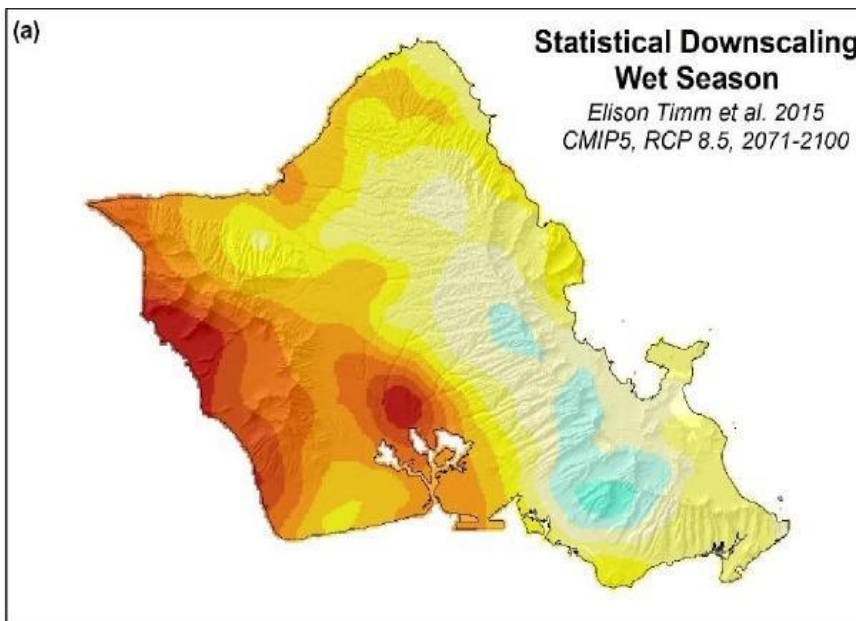 (a)
Statistical Downscaling
Wet Season
Elison Timm et al. 2015
CMIP5, RCP 8.5, 2071-2100